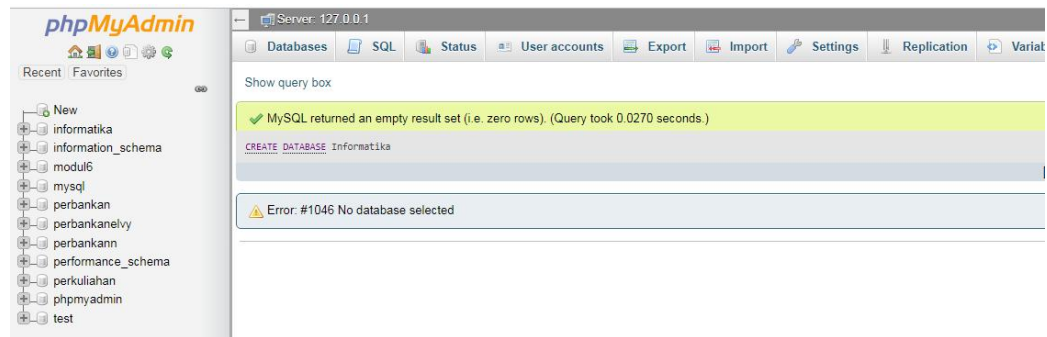 phpMyAdmin
Recent Favorites
New
informatika
information_schema
modul6
mysql
perbankan
perbankanelvy
perbankann
performance_schema
perkuliahan
phpmyadmin
test
Server: 127.0.0.1
Databases SQL Status User accounts Export Import Settings Replication Variab
Show query box
MySQL returned an empty result set (i.e. zero rows). (Query took 0.0270 seconds.)
CREATE DATABASE Informatika
Error: #1046 No database selected